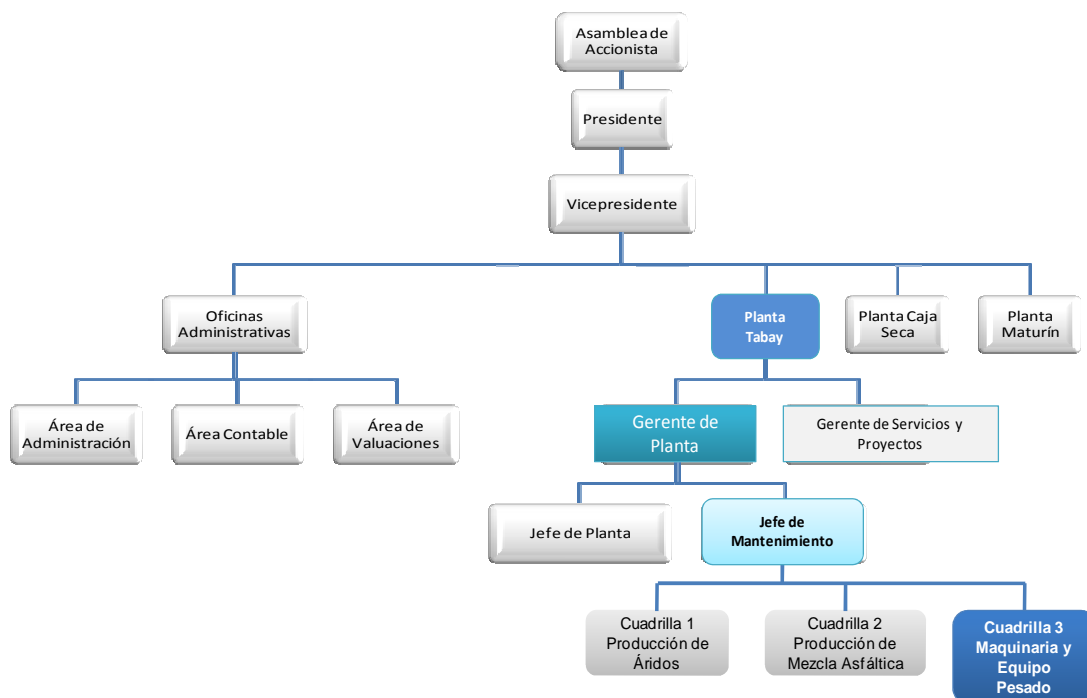 Asamblea de
Accionista
Presidente
Vicepresidente
Oficinas
Administrativas
Planta
Tabay
Planta Caja
Seca
Planta
Maturín
Área de
Administración
Área Contable
Área de
Valuaciones
Gerente de
Planta
Gerente de Servicios y
Proyectos
Jefe de Planta
Jefe de
Mantenimiento
Cuadrilla 1
Producción de
Áridos
Cuadrilla 2
Producción de
Mezcla Asfáltica
Cuadrilla 3
Maquinaria y
Equipo
Pesado